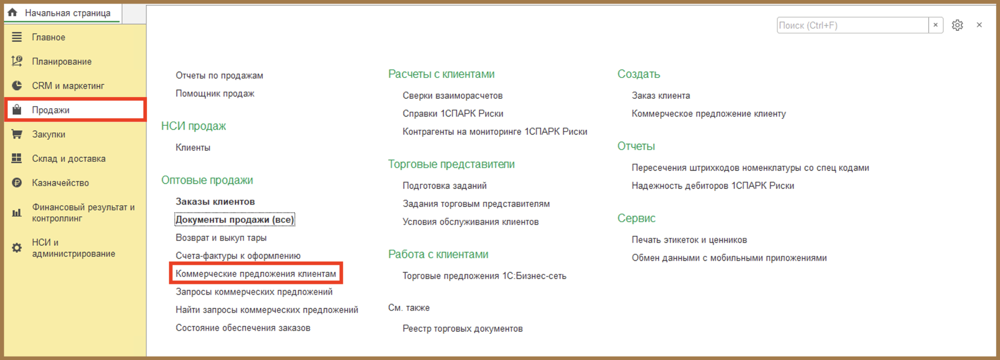 Начальная страница
Поиск (Ctrl+F)
Главное
Планирование
CRM и маркетинг
Продажи
Закупки
Склад и доставка
Казначейство
Финансовый результат и
контроллинг
НСИ и
администрирование
Отчеты по продажам
Помощник продаж
НСИ продаж
Клиенты
Оптовые продажи
Заказы клиентов
Документы продажи (все)
Возврат и выкуп тары
Счета-фактуры к оформлению
Коммерческие предложения клиентам
Запросы коммерческих предложений
Найти запросы коммерческих предложений
Состояние обеспечения заказов
Расчеты с клиентами
Сверки взаиморасчетов
Справки 1СПАРК Риски
Контрагенты на мониторинге 1СПАРК Риски
Торговые представители
Подготовка заданий
Задания торговым представителям
Условия обслуживания клиентов
Работа с клиентами
Торговые предложения 1С:Бизнес-сеть
См. также
Реестр торговых документов
Создать
Заказ клиента
Коммерческое предложение клиенту
Отчеты
Пересечения штрихкодов номенклатуры со спец кодами
Надежность дебиторов 1СПАРК Риски
Сервис
Печать этикеток и ценников
Обмен данными с мобильными приложениями